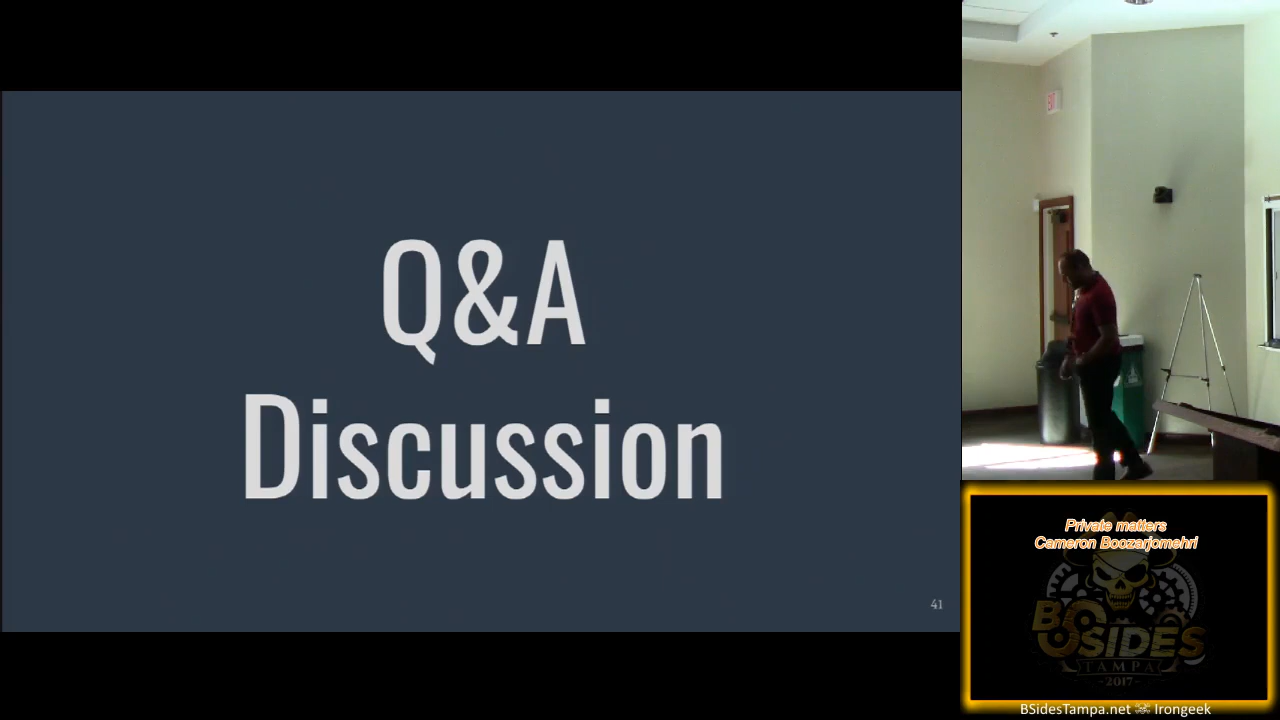 Q&A
Discussion
41
Private matters
Cameron Boozarjomehri
BSIDES
TAMPA
-2017-
BSidesTampa.net Irongeek